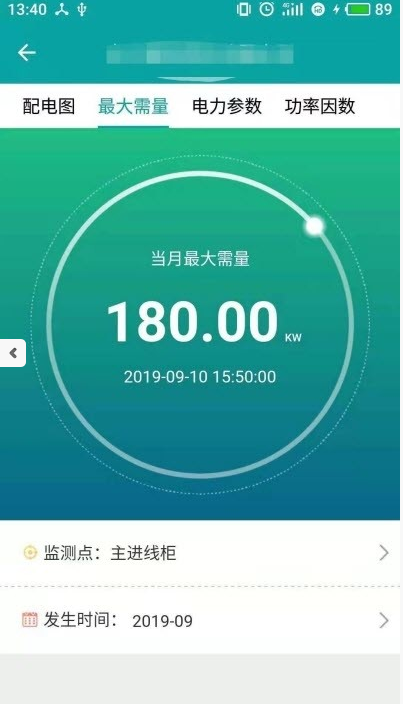 13:40 4G HD 89
配电图 最大需量 电力参数 功率因数
当月最大需量
180.00 KW
2019-09-10 15:50:00
监测点：主进线柜
发生时间： 2019-09